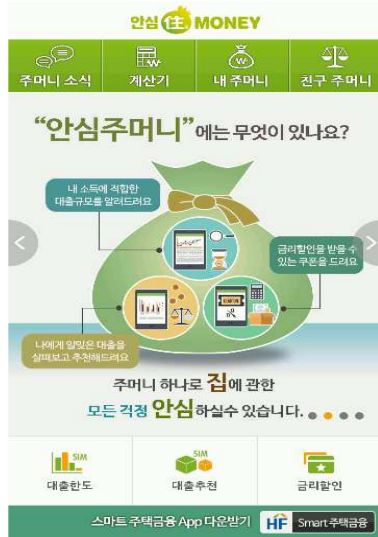 안심 住 MONEY
주머니 소식 계산기 내 주머니 친구 주머니
“안심주머니”에는 무엇이 있나요?
내 소득에 적합한
대출규모를 알려드려요
금리할인을 받을 수
있는 쿠폰을 드려요
COUPON
나에게 알맞은 대출을
살펴보고 추천해드려요
주머니 하나로 집에 관한
모든 걱정 안심하실수 있습니다.
SIM SIM
대출한도 대출추천 금리할인
스마트 주택금융 App 다운받기 HF Smart 주택금융